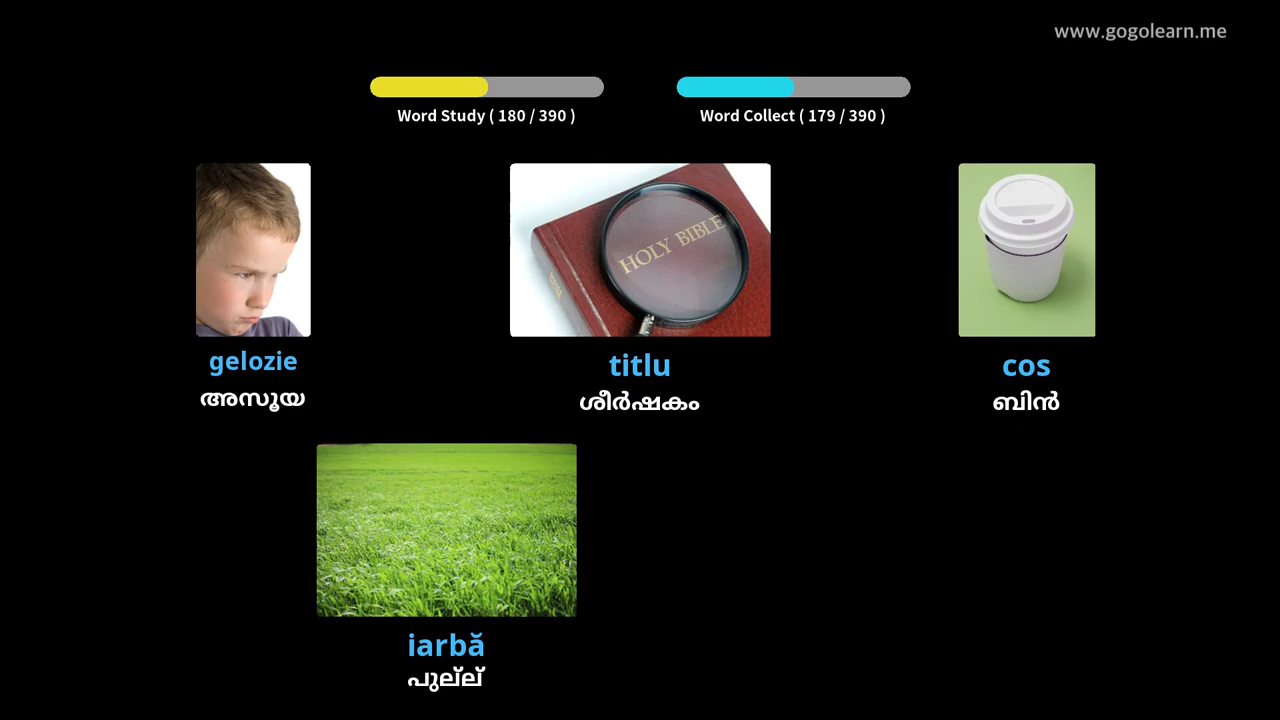 www.gogolearn.me
Word Study ( 180 / 390 )
Word Collect ( 179 / 390 )
HOLY BIBLE
gelozie
അസൂയ
titlu
ശീർഷകം
cos
ബിൻ
iarbă
പുല്ല്